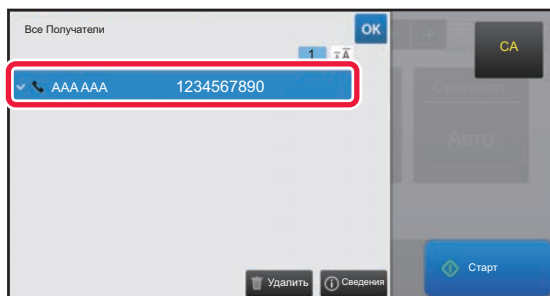 Все Получатели
OK
CA
1
AAA AAA 1234567890
Оригинал
Авто
Удалить
Сведения
Старт